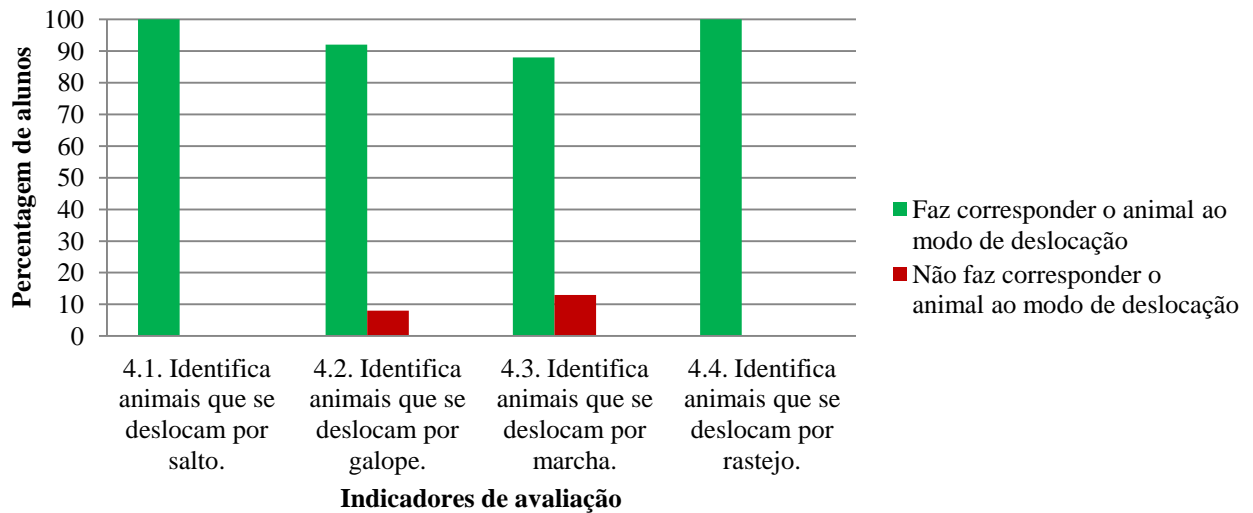 Percentagem de alunos
100
90
80
70
60
50
40
30
20
10
0
4.1. Identifica
animais que se
deslocam por
salto.
4.2. Identifica
animais que se
deslocam por
galope.
4.3. Identifica
animais que se
deslocam por
marcha.
4.4. Identifica
animais que se
deslocam por
rastejo.
Indicadores de avaliação
Faz corresponder o animal ao
modo de deslocação
Não faz corresponder o
animal ao modo de deslocação